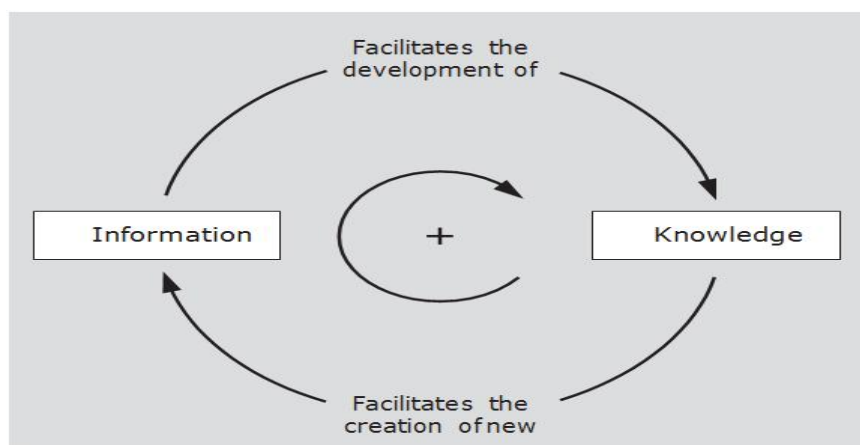 Facilitates the
development of
Information
+
Knowledge
Facilitates the
creation of new